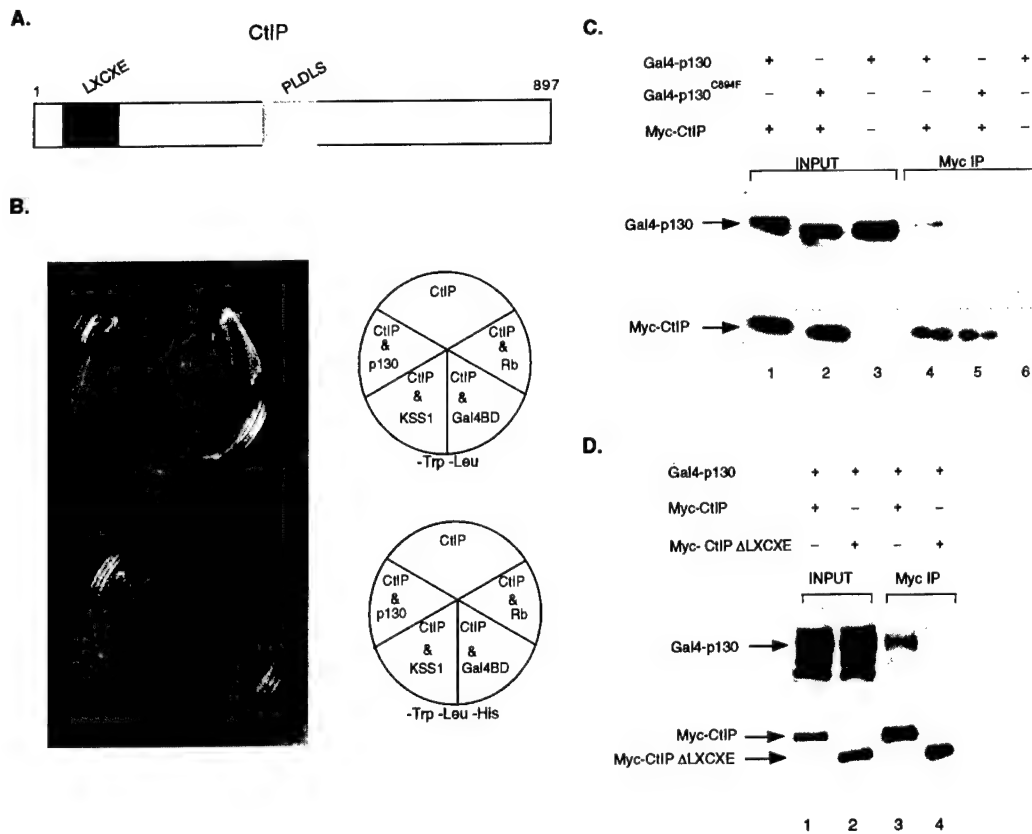 A.
CtIP
LXCXE
PLDLS
1
897
B.
CtIP
CtIP & p130
CtIP & Rb
CtIP & KSS1
CtIP & Gal4BD
-Trp -Leu
CtIP
CtIP & p130
CtIP & Rb
CtIP & KSS1
CtIP & Gal4BD
-Trp -Leu -His
C.
Gal4-p130 + – + + – +
Gal4-p130C894F – + – – + –
Myc-CtIP + + – + + –
INPUT Myc IP
Gal4-p130
Myc-CtIP
1 2 3 4 5 6
D.
Gal4-p130 + + + +
Myc-CtIP + – + –
Myc- CtIP ΔLXCXE – + – +
INPUT Myc IP
Gal4-p130
Myc-CtIP
Myc-CtIP ΔLXCXE
1 2 3 4